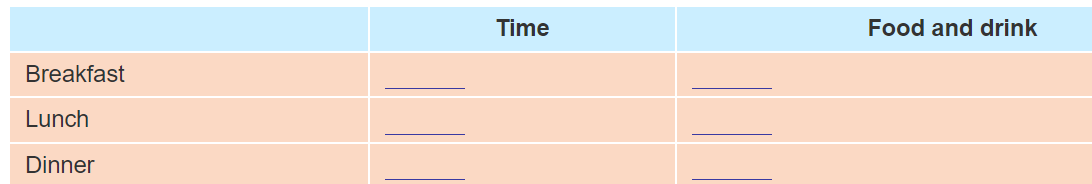 Time Food and drink
Breakfast
Lunch
Dinner